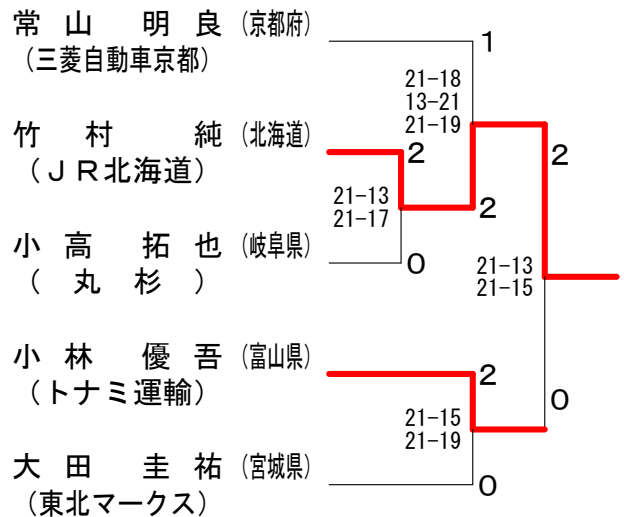 常山 明良 (京都府)
(三菱自動車京都)
1
21-18
13-21
21-19
竹村 純 (北海道)
(JR北海道)
2
2
21-13
21-17
2
小高 拓也 (岐阜県)
(丸杉)
0
21-13
21-15
小林 優吾 (富山県)
(トナミ運輸)
2
0
21-15
21-19
大田 圭祐 (宮城県)
(東北マークス)
0